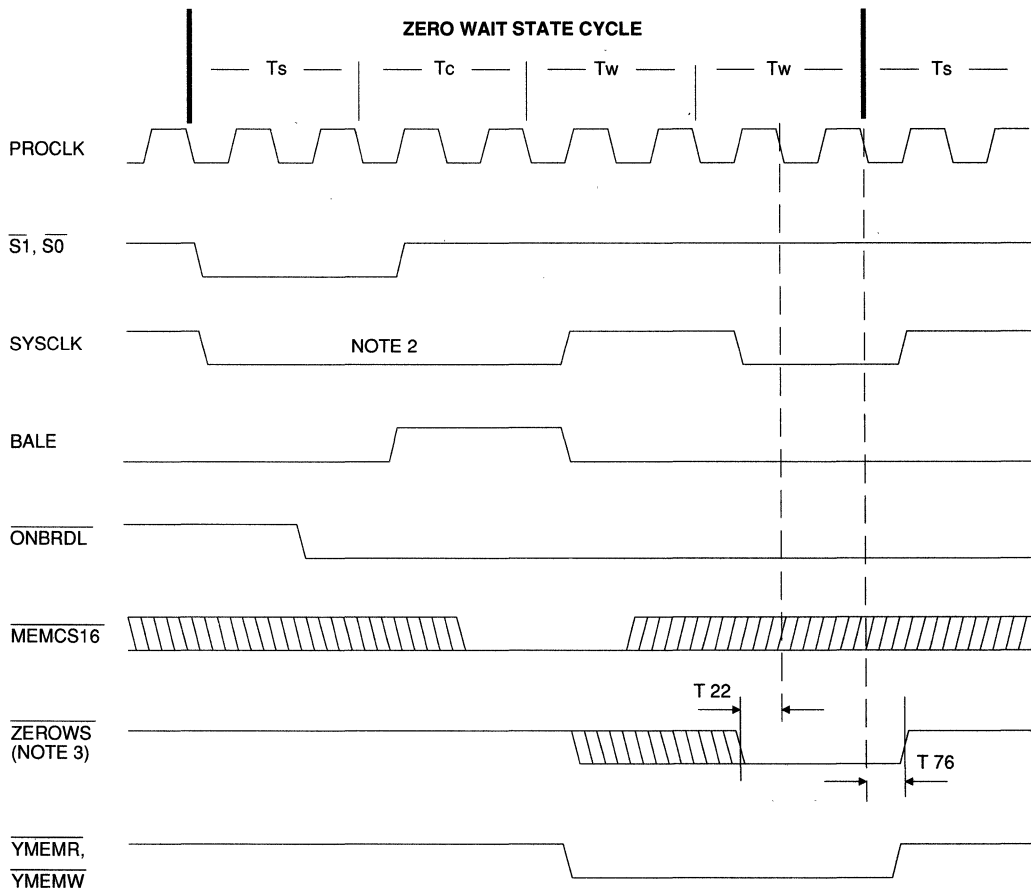 ZERO WAIT STATE CYCLE
Ts Tc Tw Tw Ts
PROCLK
S1, S0
SYSCLK
NOTE 2
BALE
ONBRDL
MEMCS16
T 22
ZEROWS
(NOTE 3)
T 76
YMEMR,
YMEMW